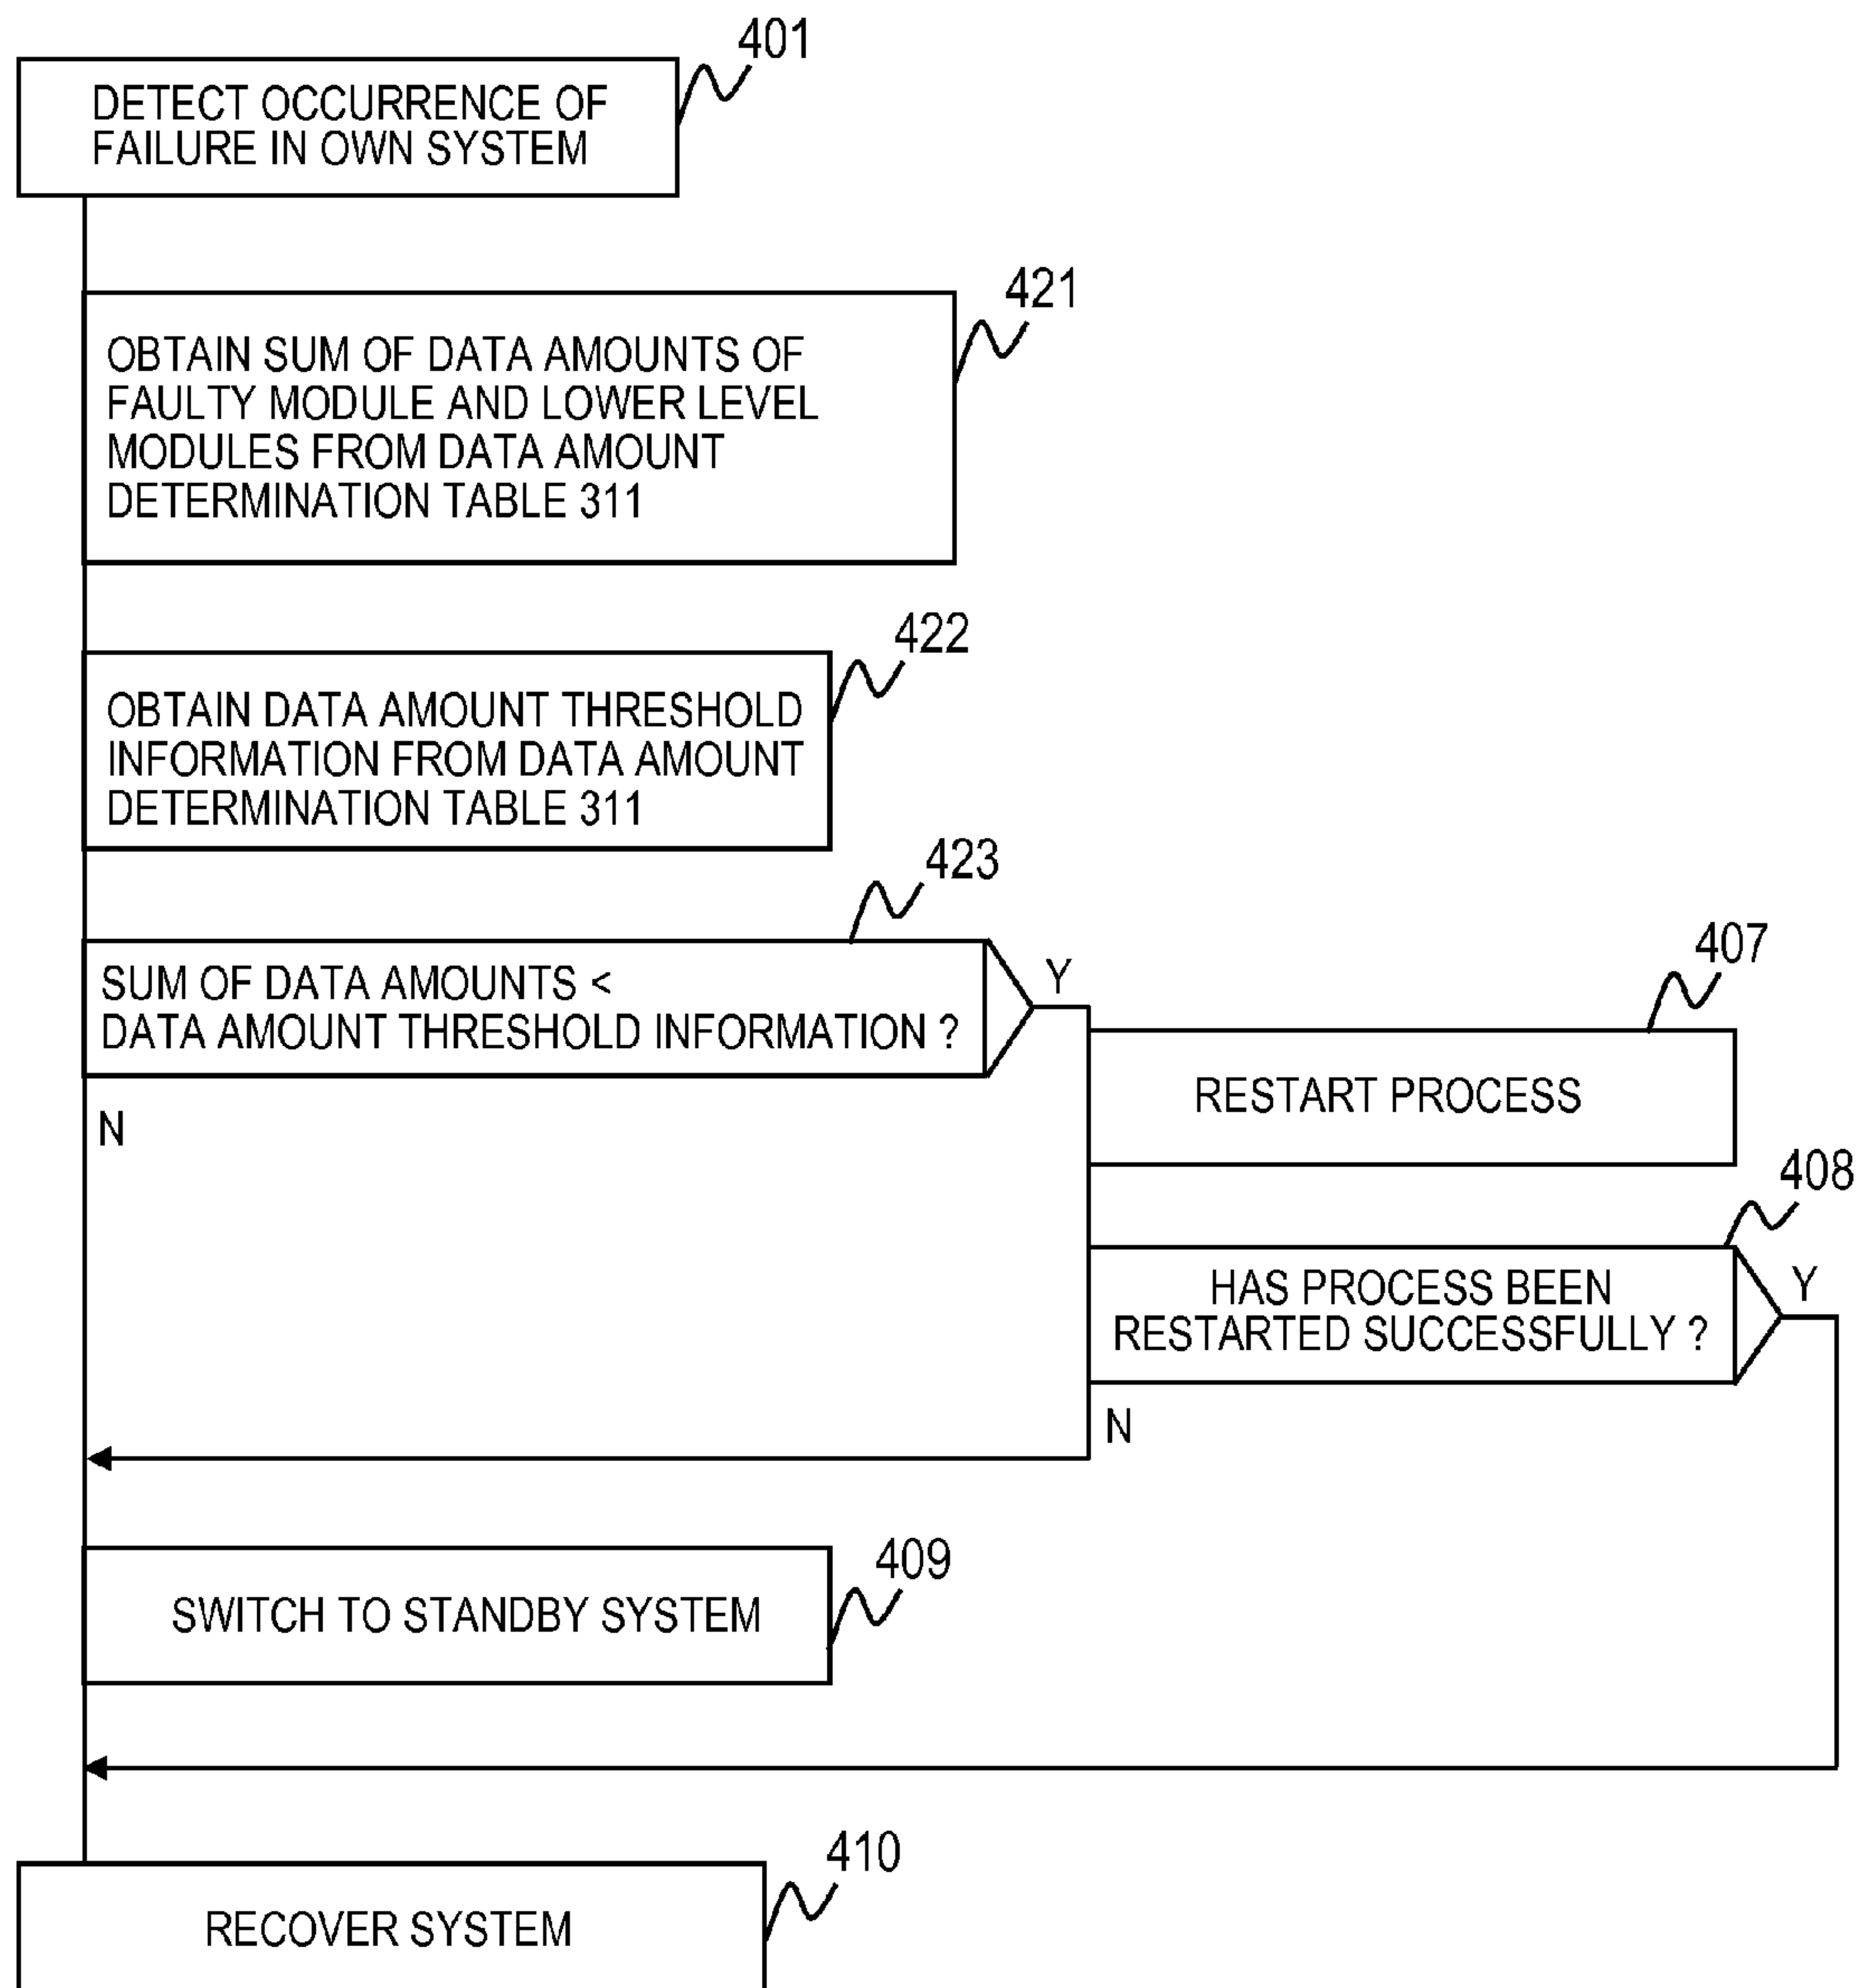 401
DETECT OCCURRENCE OF
FAILURE IN OWN SYSTEM
421
OBTAIN SUM OF DATA AMOUNTS OF
FAULTY MODULE AND LOWER LEVEL
MODULES FROM DATA AMOUNT
DETERMINATION TABLE 311
422
OBTAIN DATA AMOUNT THRESHOLD
INFORMATION FROM DATA AMOUNT
DETERMINATION TABLE 311
423
SUM OF DATA AMOUNTS <
DATA AMOUNT THRESHOLD INFORMATION ?
Y
N
407
RESTART PROCESS
408
HAS PROCESS BEEN
RESTARTED SUCCESSFULLY ?
Y
N
409
SWITCH TO STANDBY SYSTEM
410
RECOVER SYSTEM